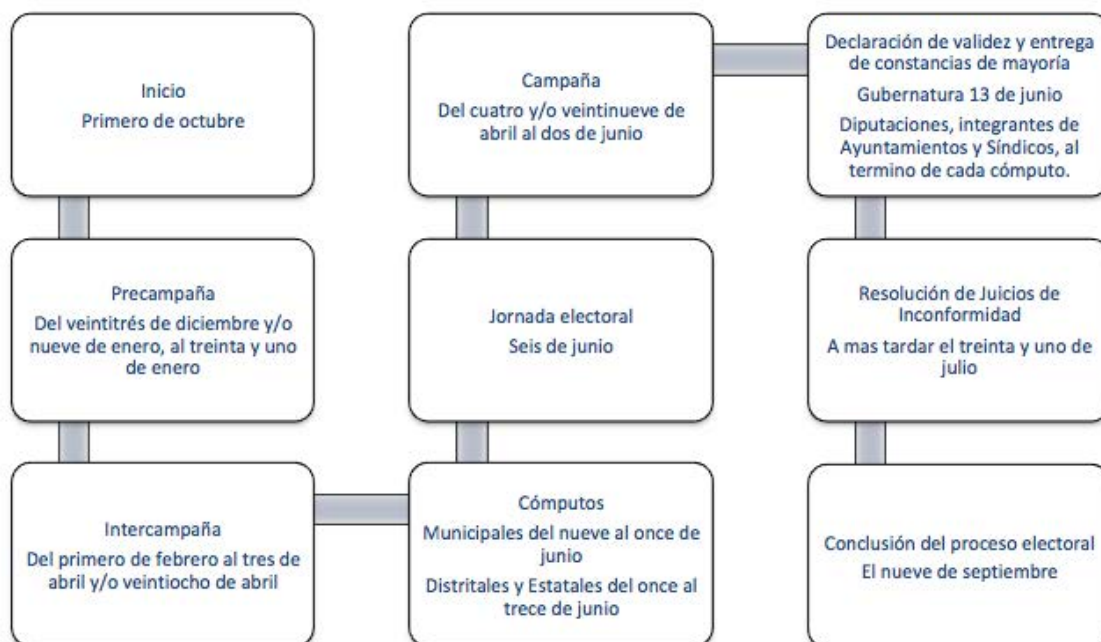 Inicio
Primero de octubre
Precampaña
Del veintitrés de diciembre y/o
nueve de enero, al treinta y uno
de enero
Intercampaña
Del primero de febrero al tres de
abril y/o veintiocho de abril
Campaña
Del cuatro y/o veintinueve de
abril al dos de junio
Jornada electoral
Seis de junio
Cómputos
Municipales del nueve al once de
junio
Distritales y Estatales del once al
trece de junio
Declaración de validez y entrega
de constancias de mayoría
Gubernatura 13 de junio
Diputaciones, integrantes de
Ayuntamientos y Síndicos, al
termino de cada cómputo.
Resolución de Juicios de
Inconformidad
A mas tardar el treinta y uno de
julio
Conclusión del proceso electoral
El nueve de septiembre